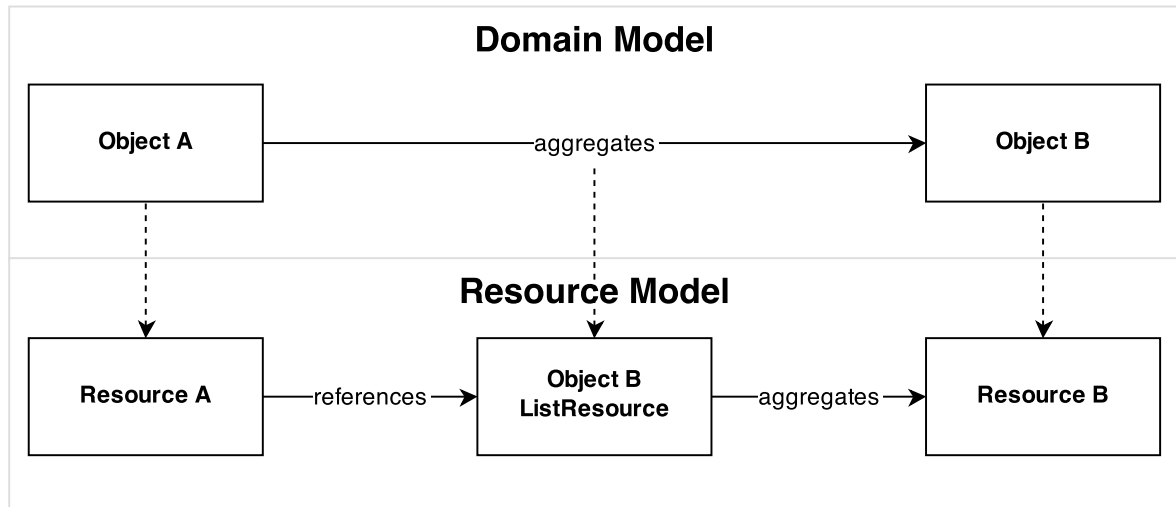 Domain Model
Object A
aggregates
Object B
Resource Model
Resource A
references
Object B
ListResource
aggregates
Resource B